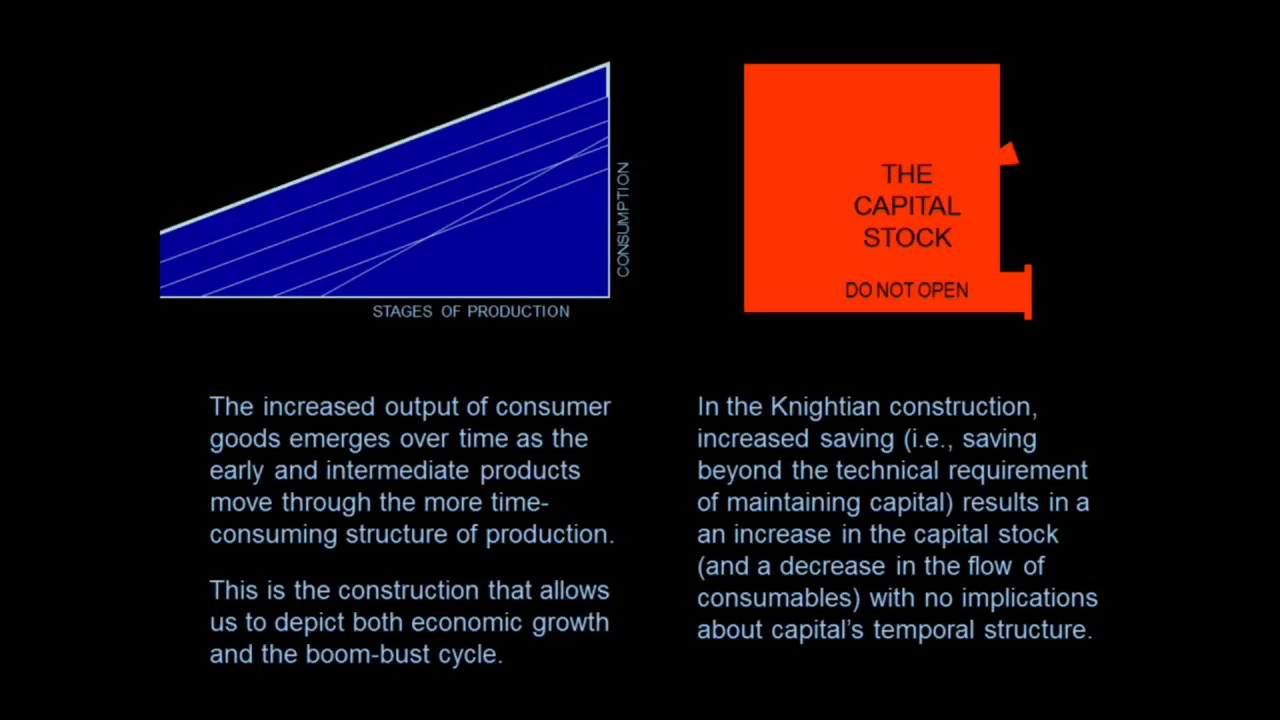 CONSUMPTION
STAGES OF PRODUCTION
THE
CAPITAL
STOCK
DO NOT OPEN
The increased output of consumer
goods emerges over time as the
early and intermediate products
move through the more time-
consuming structure of production.
This is the construction that allows
us to depict both economic growth
and the boom-bust cycle.
In the Knightian construction,
increased saving (i.e., saving
beyond the technical requirement
of maintaining capital) results in a
an increase in the capital stock
(and a decrease in the flow of
consumables) with no implications
about capital’s temporal structure.